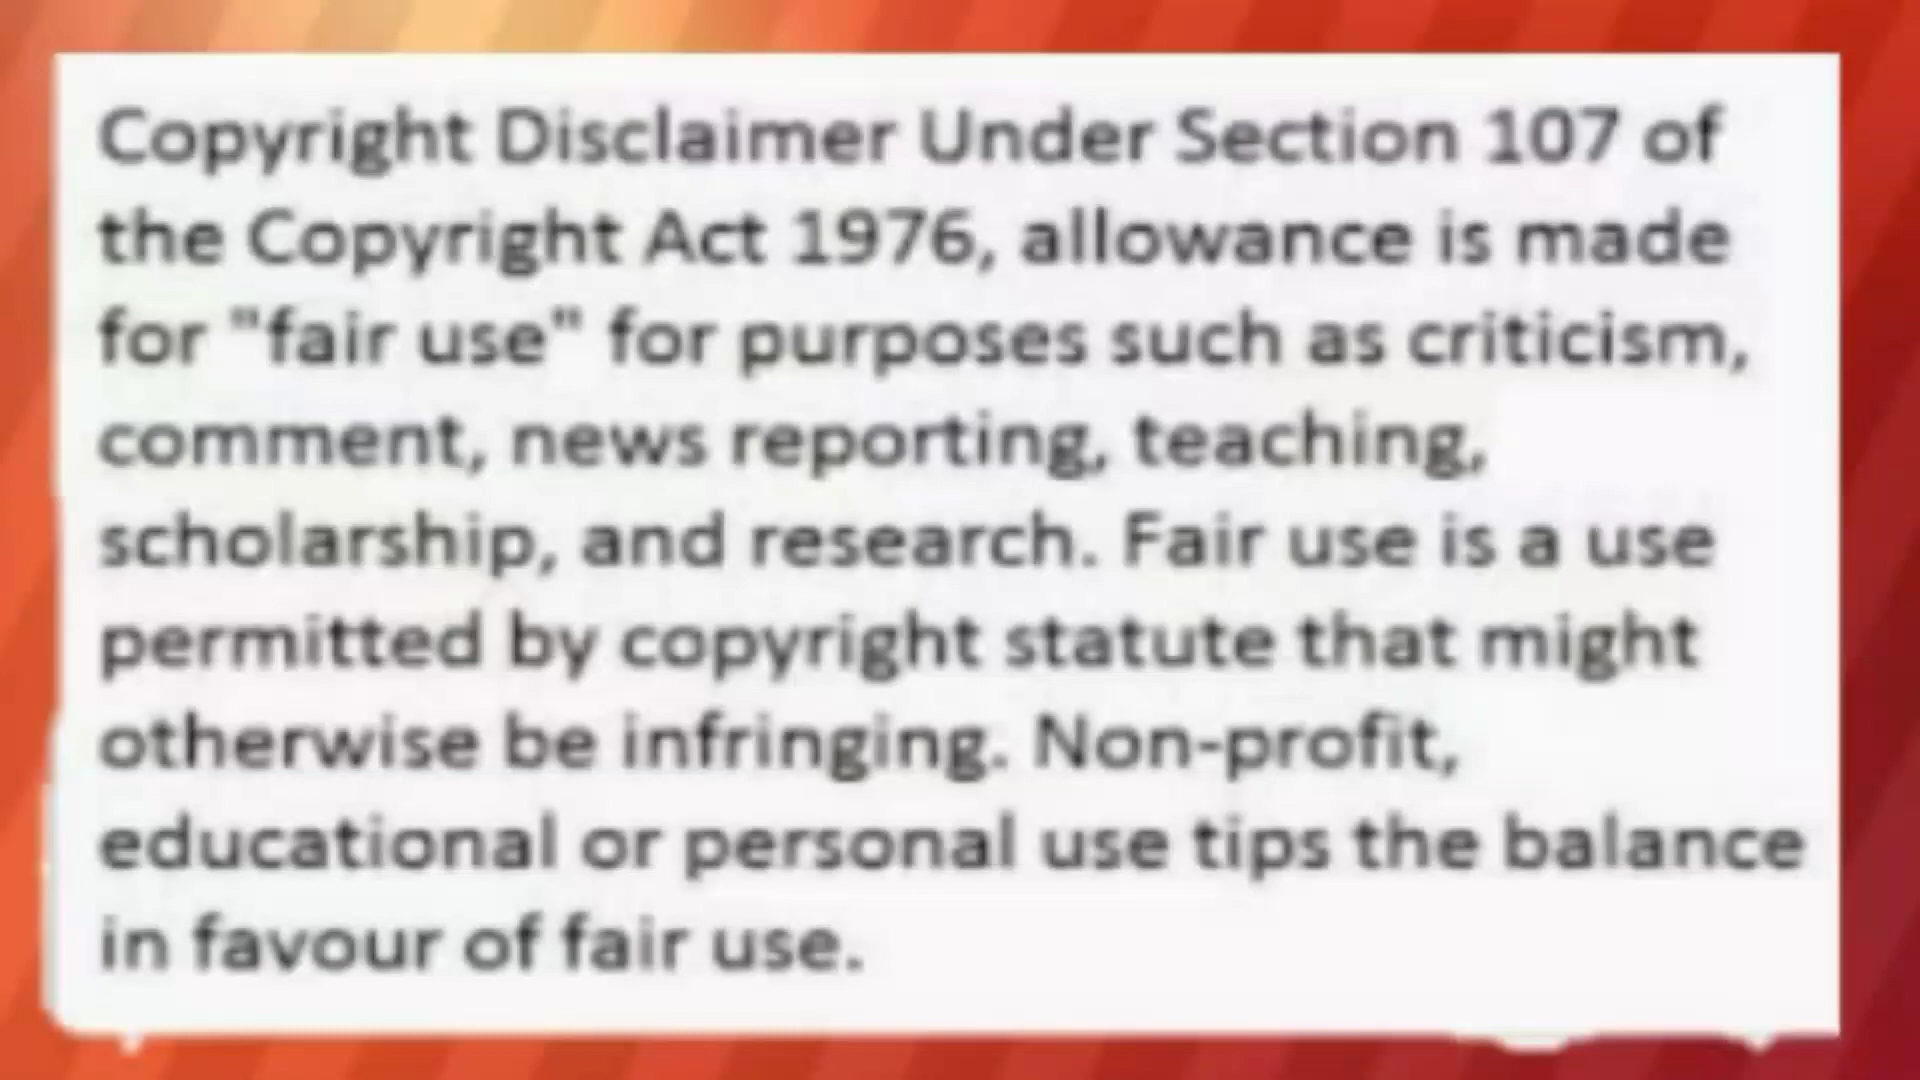 Copyright Disclaimer Under Section 107 of
the Copyright Act 1976, allowance is made
for "fair use" for purposes such as criticism,
comment, news reporting, teaching,
scholarship, and research. Fair use is a use
permitted by copyright statute that might
otherwise be infringing. Non-profit,
educational or personal use tips the balance
in favour of fair use.